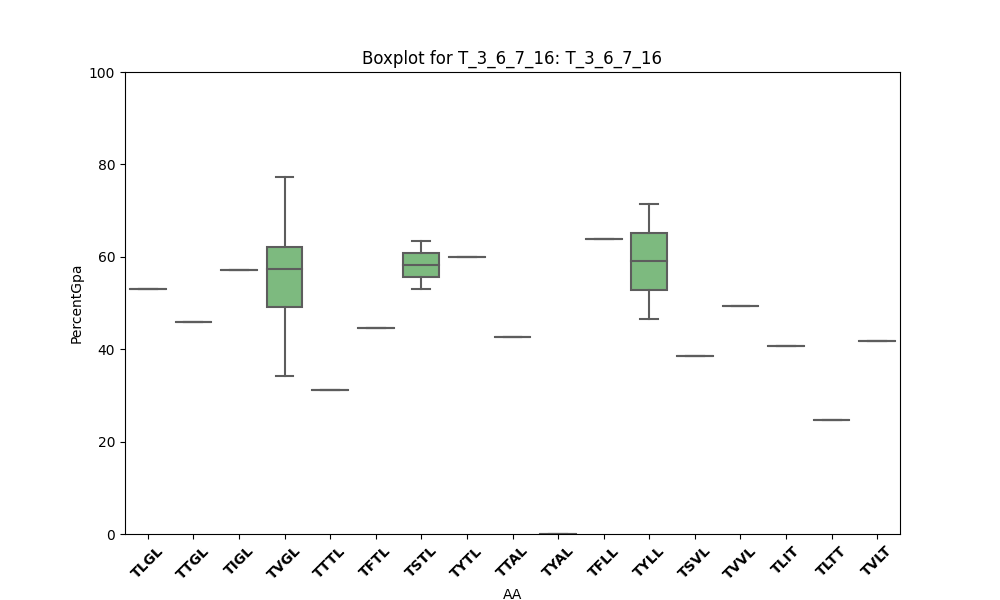 Boxplot for T_3_6_7_16: T_3_6_7_16
100
80
60
40
20
0
PercentGpa
TLGL
TTGL
TIGL
TVGL
TTTL
TFTL
TSTL
TYTL
TTAL
TYAL
TFLL
TYLL
TSVL
TVVL
TLIT
TLTT
TVLT
AA